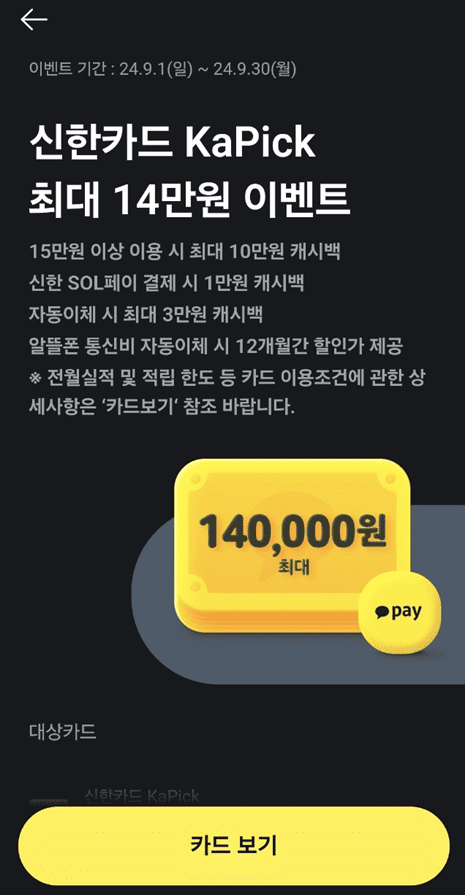 이벤트 기간 : 24.9.1(일) ~ 24.9.30(월)
신한카드 KaPick
최대 14만원 이벤트
15만원 이상 이용 시 최대 10만원 캐시백
신한 SOL페이 결제 시 1만원 캐시백
자동이체 시 최대 3만원 캐시백
알뜰폰 통신비 자동이체 시 12개월간 할인가 제공
※ 전월실적 및 적립 한도 등 카드 이용조건에 관한 상
세사항은 ‘카드보기‘ 참조 바랍니다.
140,000원
최대
pay
대상카드
신한카드 KaPick
카드 보기